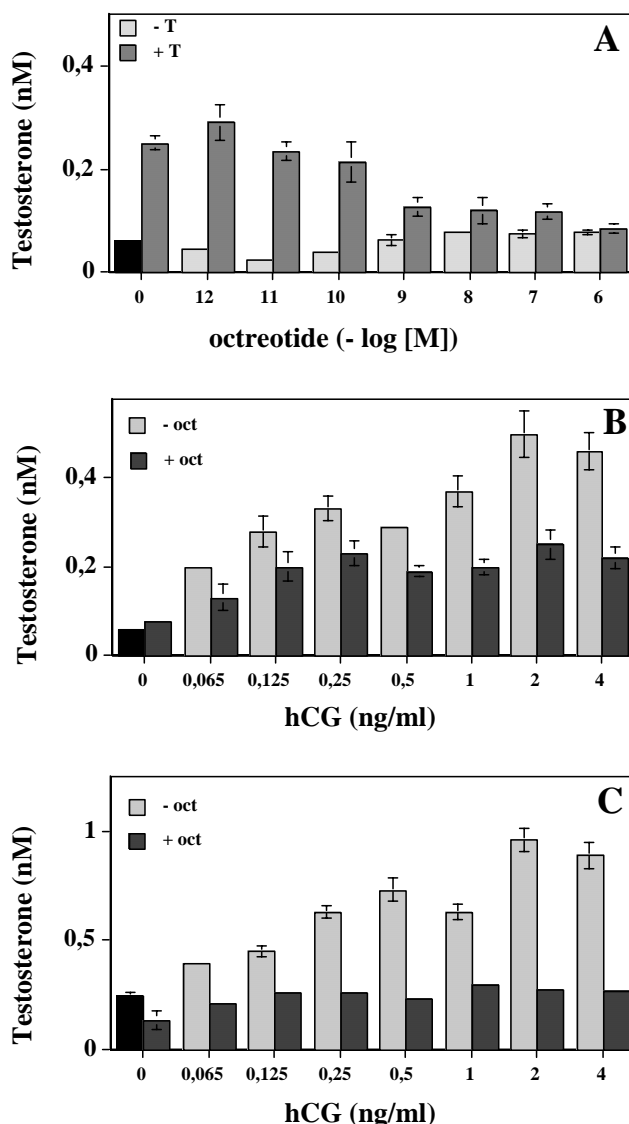 A
- T
+ T
Testosterone (nM)
0,4
0,2
0
0 12 11 10 9 8 7 6
octreotide (- log [M])
B
- oct
+ oct
Testosterone (nM)
0,4
0,2
0
0 0,065 0,125 0,25 0,5 1 2 4
hCG (ng/ml)
C
- oct
+ oct
Testosterone (nM)
1
0,5
0
0 0,065 0,125 0,25 0,5 1 2 4
hCG (ng/ml)